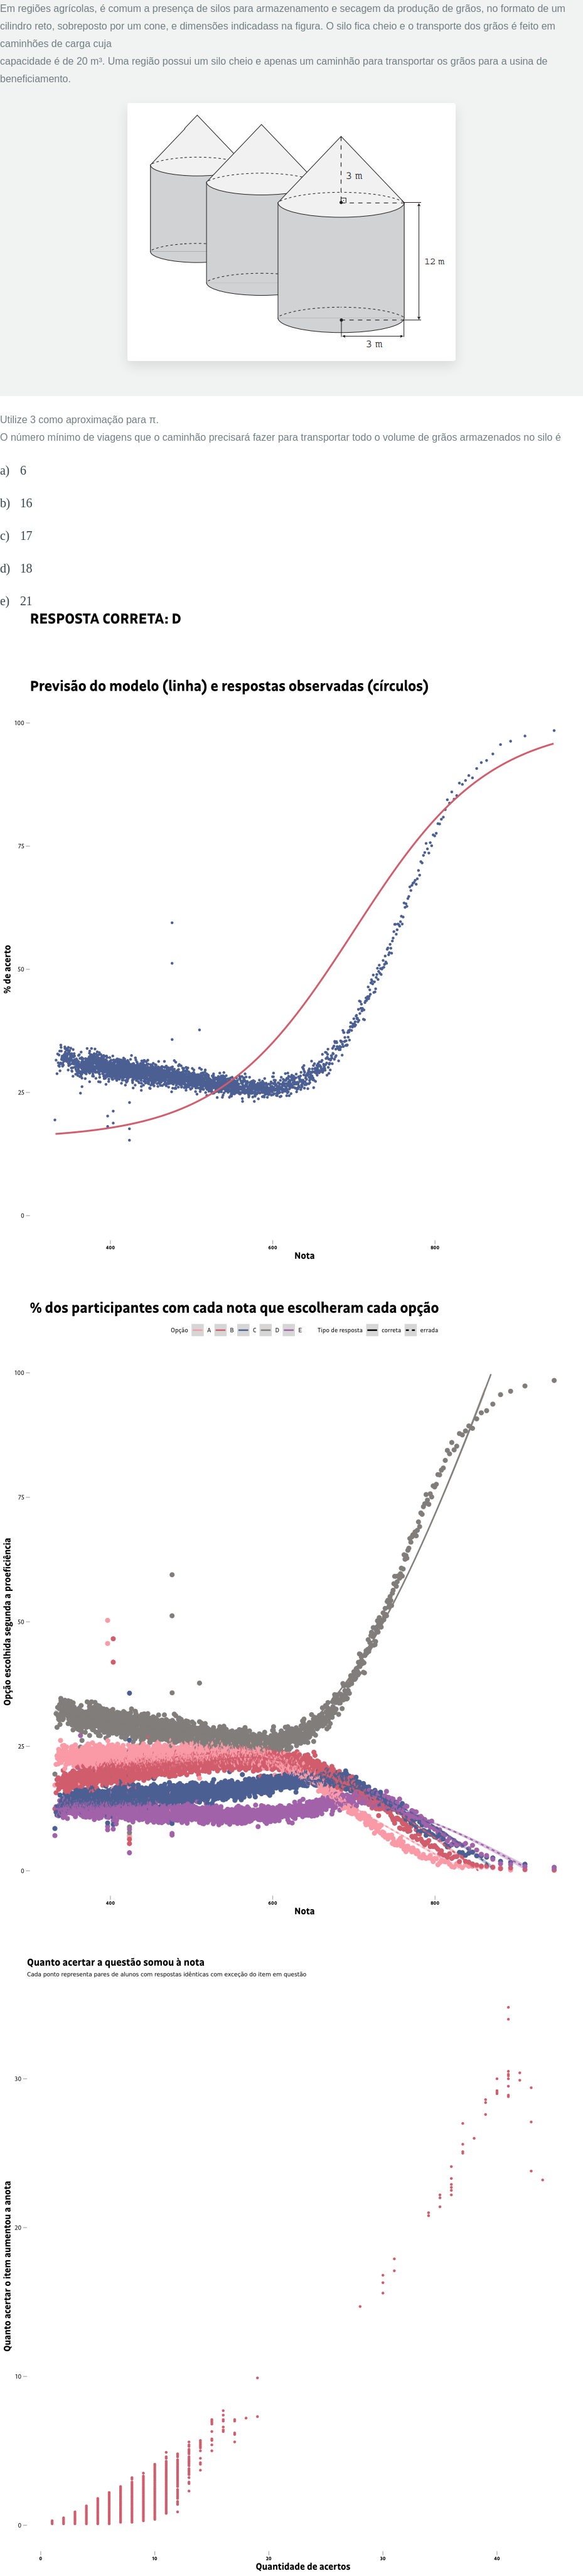 Em regiões agrícolas, é comum a presença de silos para armazenamento e secagem da produção de grãos, no formato de um
cilindro reto, sobreposto por um cone, e dimensões indicadass na figura. O silo fica cheio e o transporte dos grãos é feito em
caminhões de carga cuja
capacidade é de 20 m³. Uma região possui um silo cheio e apenas um caminhão para transportar os grãos para a usina de
beneficiamento.
3 m
12 m
3 m
Utilize 3 como aproximação para π.
O número mínimo de viagens que o caminhão precisará fazer para transportar todo o volume de grãos armazenados no silo é
a) 6
b) 16
c) 17
d) 18
e) 21
RESPOSTA CORRETA: D
Previsão do modelo (linha) e respostas observadas (círculos)
100
75
50
25
0
% de acerto
400 600 800
Nota
% dos participantes com cada nota que escolheram cada opção
Opção A B C D E Tipo de resposta correta errada
100
75
50
25
0
Opção escolhida segunda a proeficiência
400 600 800
Nota
Quanto acertar a questão somou à nota
Cada ponto representa pares de alunos com respostas idênticas com exceção do item em questão
30
20
10
0
Quanto acertar o item aumentou a anota
0 10 20 30 40
Quantidade de acertos